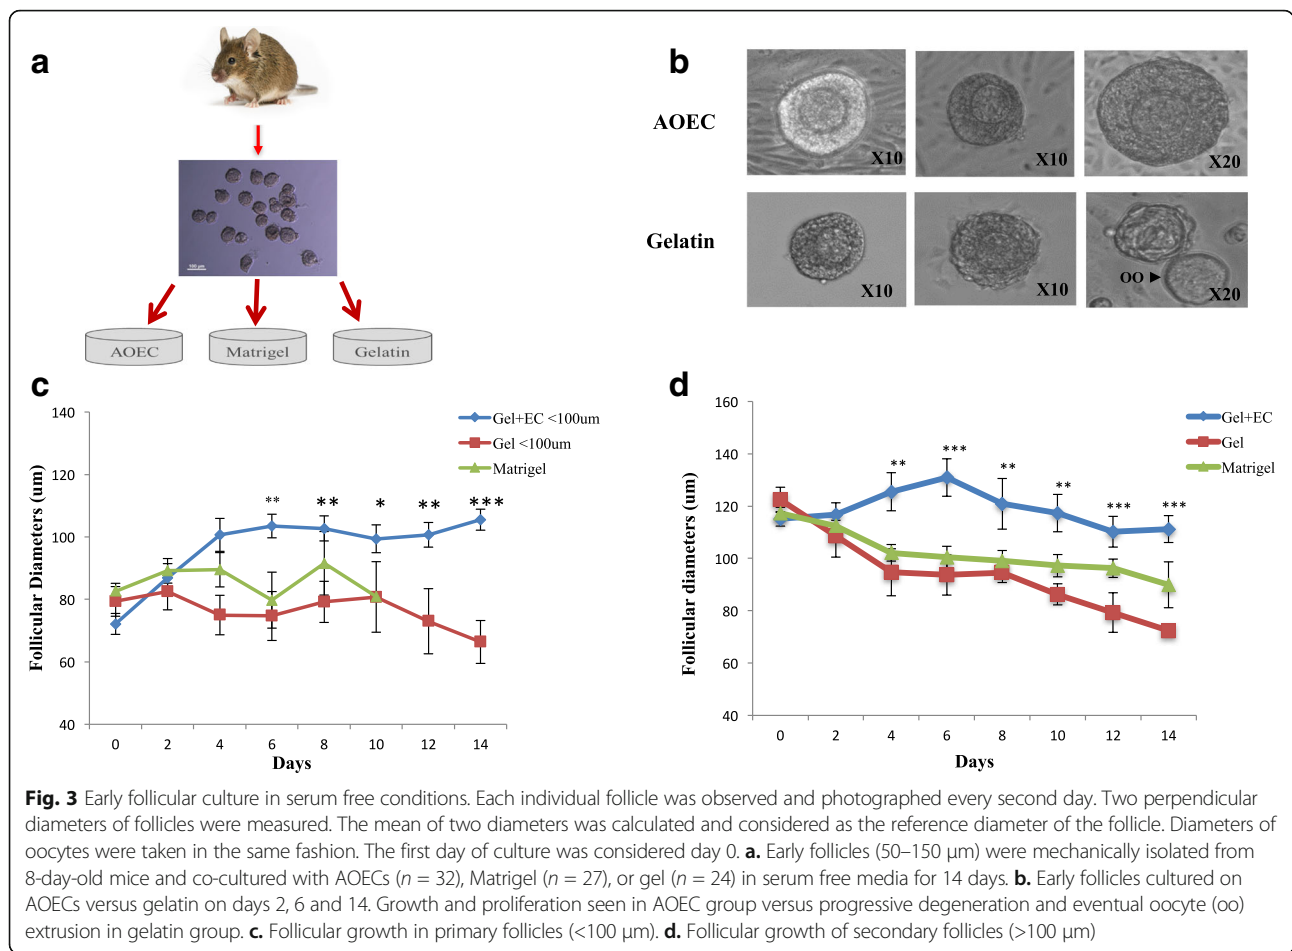 a
100 µm
AOEC
Matrigel
Gelatin
b
AOEC
X10
X10
X20
Gelatin
X10
X10
OO
X20
c
140
120
100
80
60
40
Follicular Diameters (um)
Gel+EC <100um
Gel <100um
Matrigel
**
**
*
**
***
0 2 4 6 8 10 12 14
Days
d
160
140
120
100
80
60
40
Follicular diameters (um)
Gel+EC
Gel
Matrigel
**
***
**
**
***
***
0 2 4 6 8 10 12 14
Days
Fig. 3 Early follicular culture in serum free conditions. Each individual follicle was observed and photographed every second day. Two perpendicular
diameters of follicles were measured. The mean of two diameters was calculated and considered as the reference diameter of the follicle. Diameters of
oocytes were taken in the same fashion. The first day of culture was considered day 0. a. Early follicles (50–150 μm) were mechanically isolated from
8-day-old mice and co-cultured with AOECs (n = 32), Matrigel (n = 27), or gel (n = 24) in serum free media for 14 days. b. Early follicles cultured on
AOECs versus gelatin on days 2, 6 and 14. Growth and proliferation seen in AOEC group versus progressive degeneration and eventual oocyte (oo)
extrusion in gelatin group. c. Follicular growth in primary follicles (<100 μm). d. Follicular growth of secondary follicles (>100 μm)